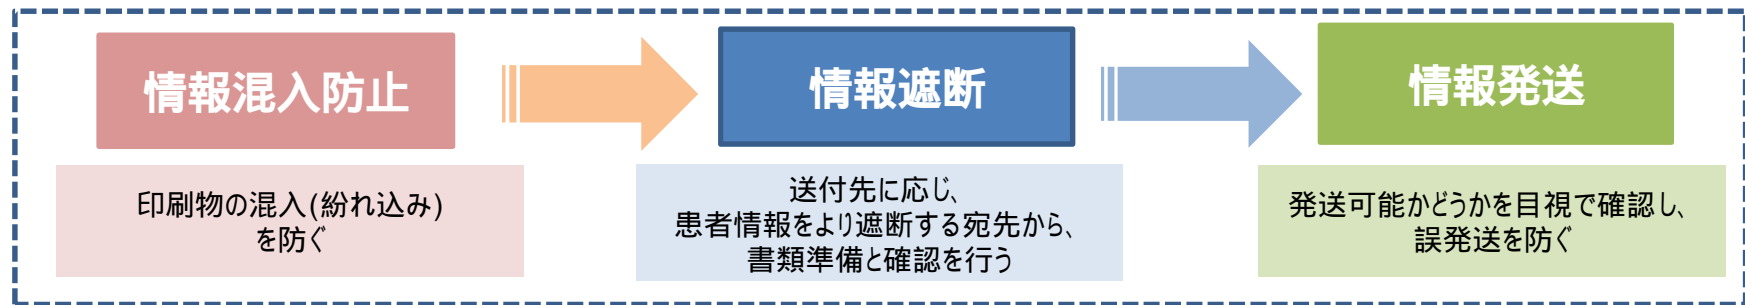 情報混入防止
情報遮断
情報発送
印刷物の混入(紛れ込み)
を防ぐ
送付先に応じ、
患者情報をより遮断する宛先から、
書類準備と確認を行う
発送可能かどうかを目視で確認し、
誤発送を防ぐ